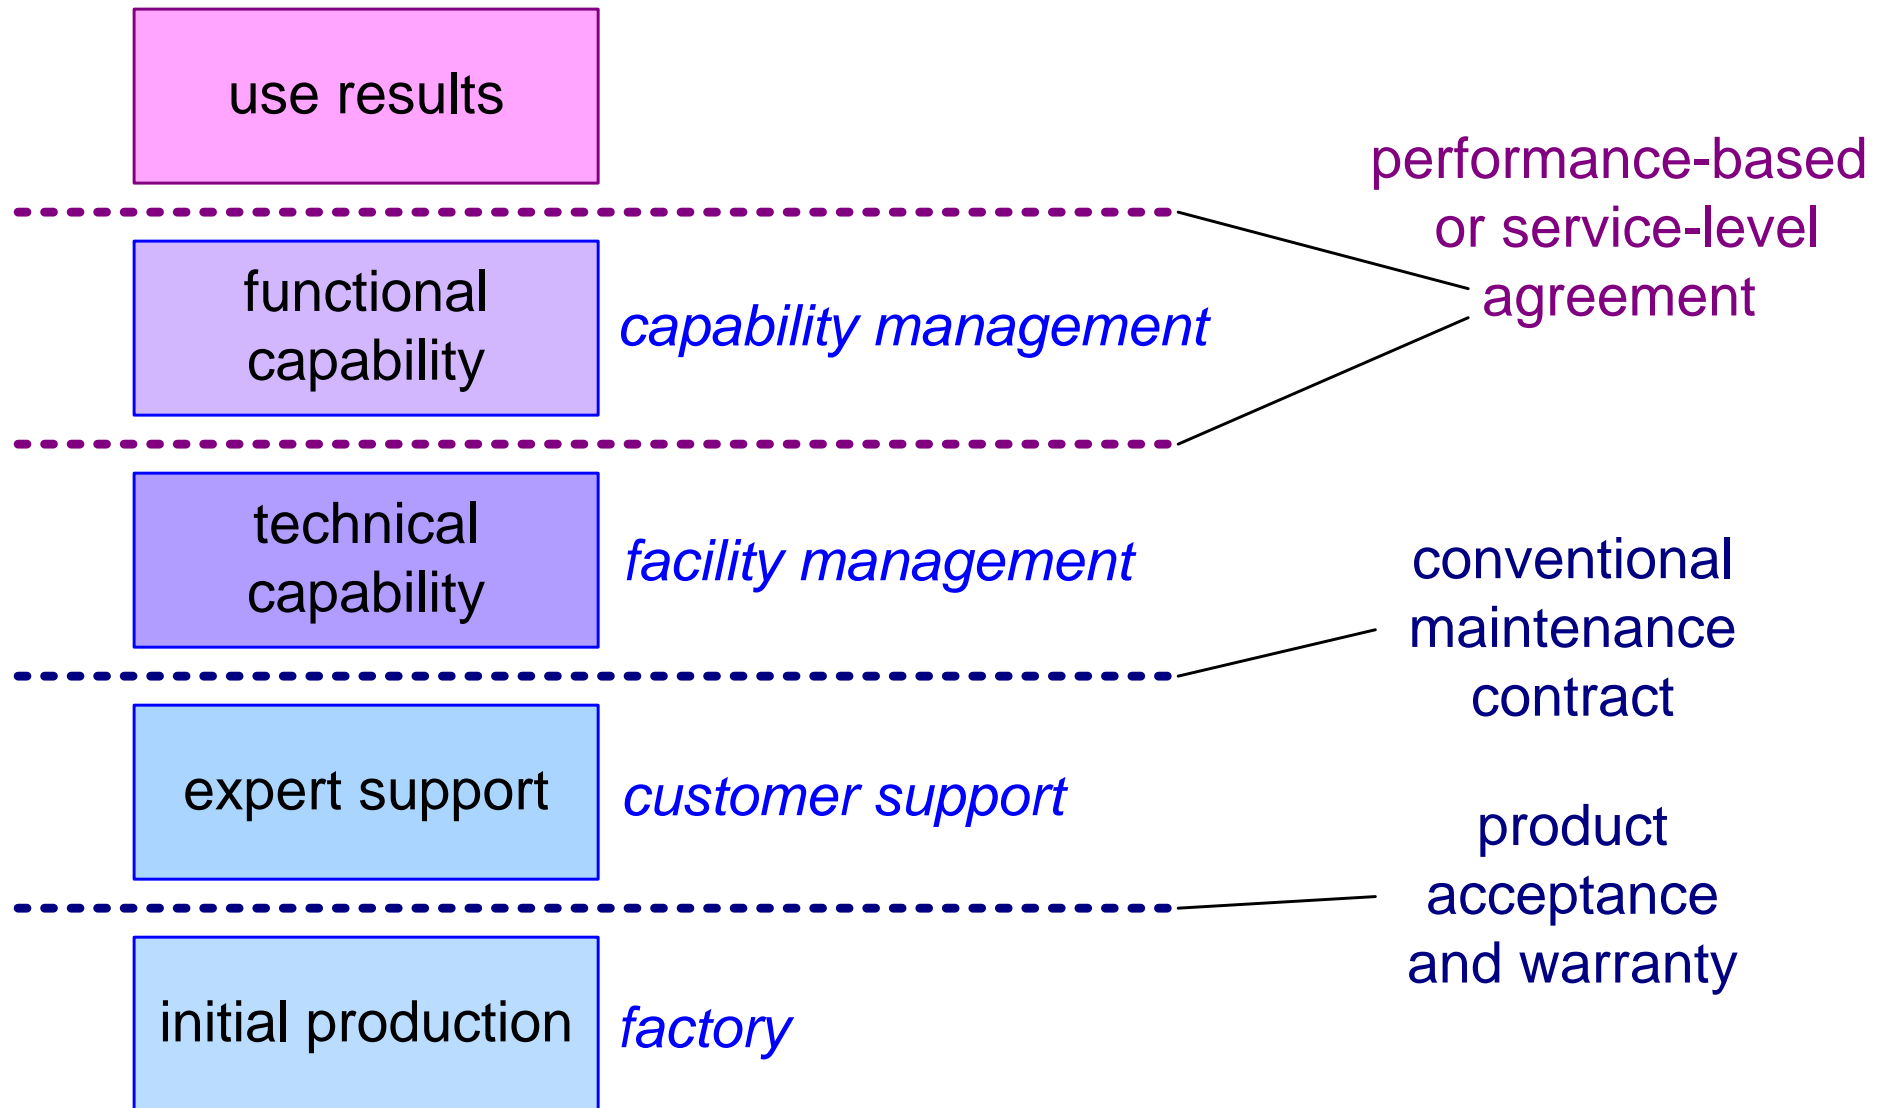 use results
performance-based
or service-level
agreement
functional
capability
capability management
technical
capability
facility management
conventional
maintenance
contract
expert support
customer support
product
acceptance
and warranty
initial production
factory